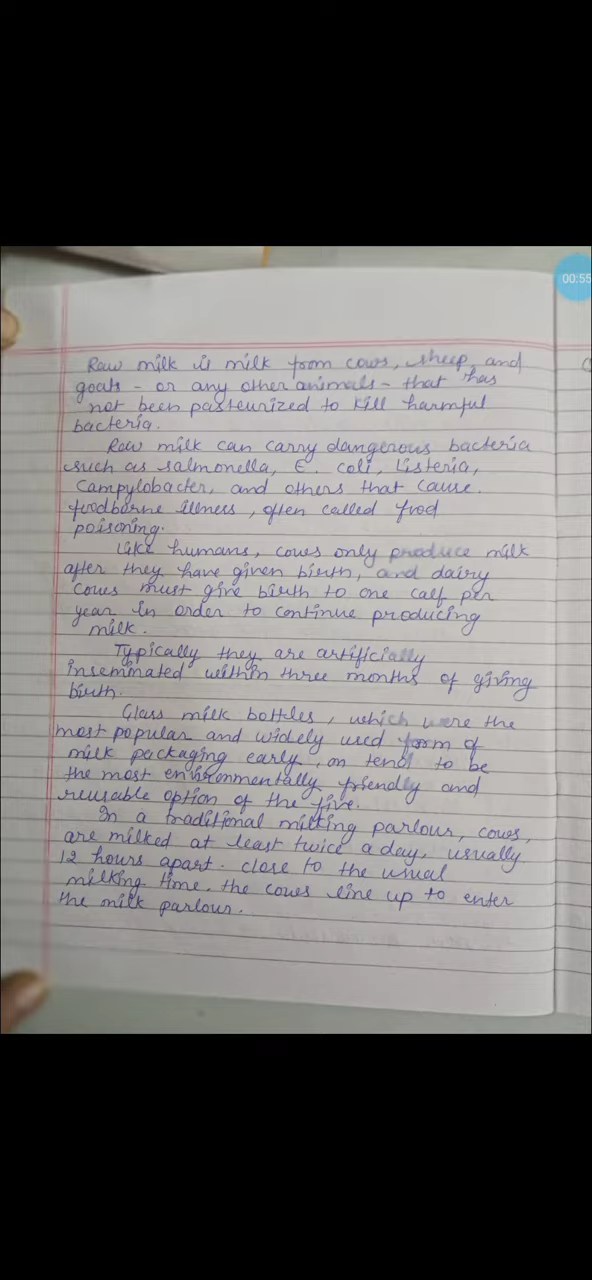 00:55
Raw milk is milk from cows, sheep, and
goats - or any other animals - that has
not been pasteurized to kill harmful
bacteria.
Raw milk can carry dangerous bacteria
such as salmonella, E. coli, Listeria,
Campylobacter, and others that cause.
foodborne illness, often called food
poisoning.
Like humans, cows only produce milk
after they have given birth, and dairy
cows must give birth to one calf per
year in order to continue producing
milk.
Typically they are artificially
inseminated within three months of giving
birth.
Glass milk bottles, which were the
most popular and widely used form of
milk packaging early, on tend to be
the most environmentally friendly and
reusable option of the five.
In a traditional milking parlour, cows,
are milked at least twice a day, usually
12 hours apart. close to the usual
milking time, the cows line up to enter
the milk parlour.